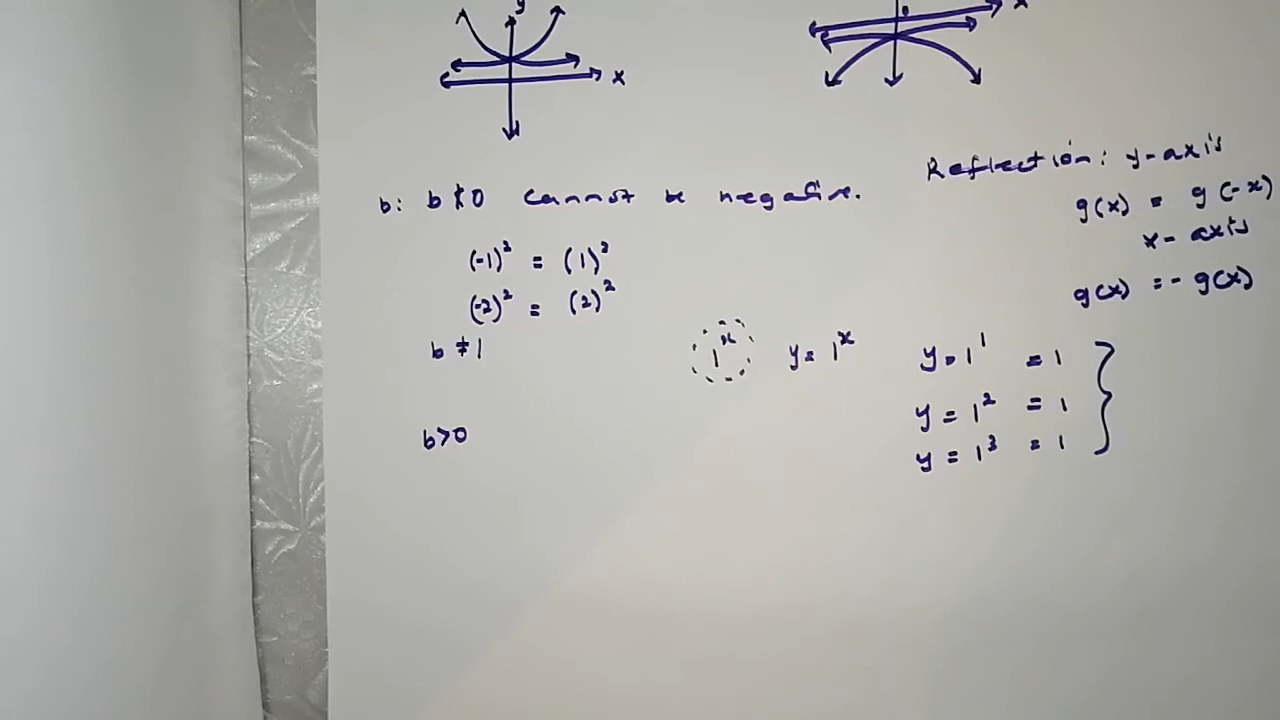 y
x
x
Reflection: y-axis
b: b≮0 cannot be negative.
g(x) = g(-x)
x-axis
(-1)² = (1)²
g(x) = -g(x)
(-2)² = (2)²
b ≠ 1
1ˣ y = 1ˣ y = 1¹ = 1
y = 1² = 1
b>0
y = 1³ = 1